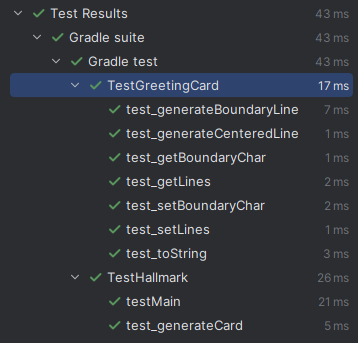 Test Results 43 ms
Gradle suite 43 ms
Gradle test 43 ms
TestGreetingCard 17 ms
test_generateBoundaryLine 7 ms
test_generateCenteredLine 1 ms
test_getBoundaryChar 1 ms
test_getLines 2 ms
test_setBoundaryChar 2 ms
test_setLines 1 ms
test_toString 3 ms
TestHallmark 26 ms
testMain 21 ms
test_generateCard 5 ms